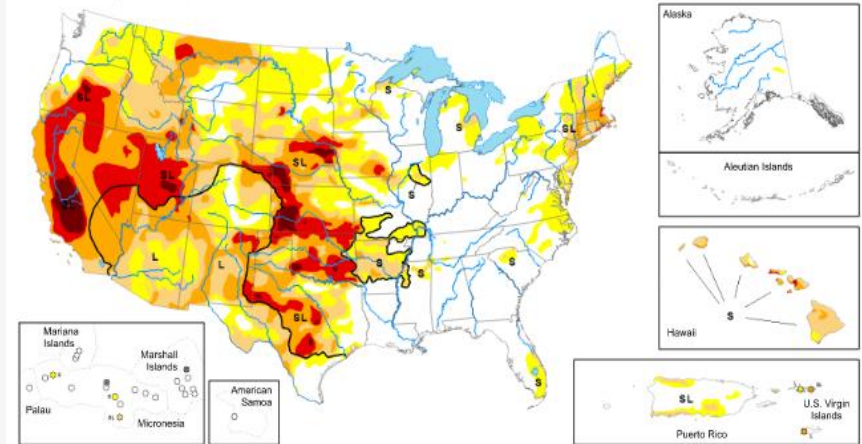 Alaska
Aleutian Islands
S
S
SL
SL
SL
SL
S
S
L
L
S
S
S
SL
S
Hawaii
S
Mariana
Islands
Marshall
Islands
S
S
SL
Palau
Micronesia
American
Samoa
SL
U.S. Virgin
Islands
L
Puerto Rico